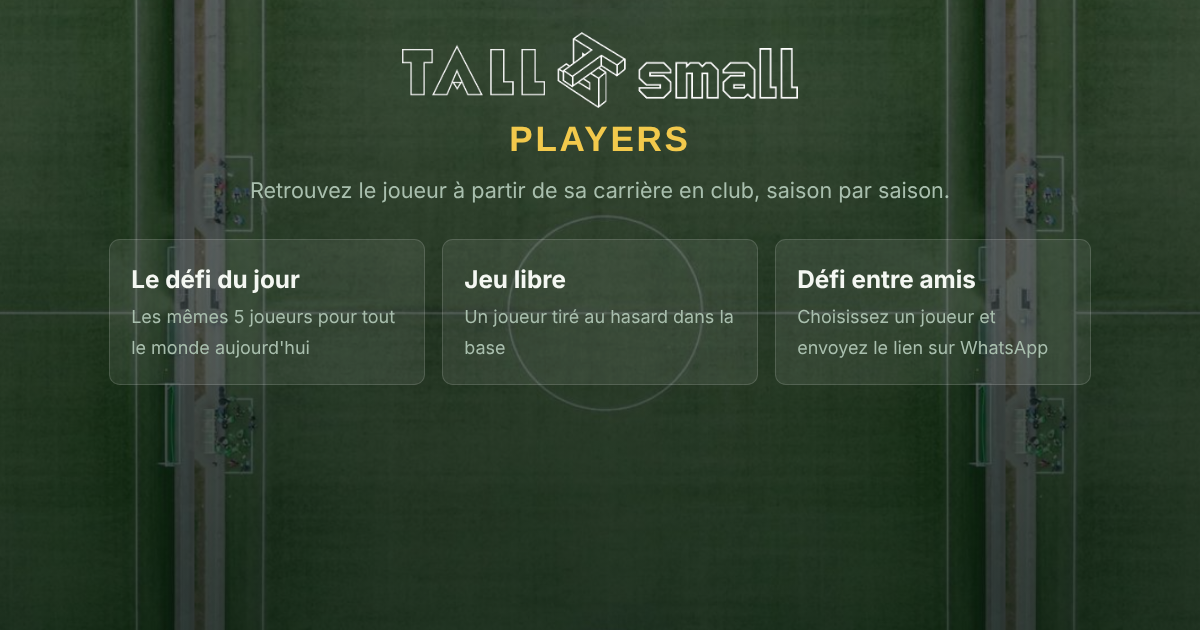 TALL & small
PLAYERS
Retrouvez le joueur à partir de sa carrière en club, saison par saison.
Le défi du jour
Les mêmes 5 joueurs pour tout
le monde aujourd'hui
Jeu libre
Un joueur tiré au hasard dans la
base
Défi entre amis
Choisissez un joueur et
envoyez le lien sur WhatsApp